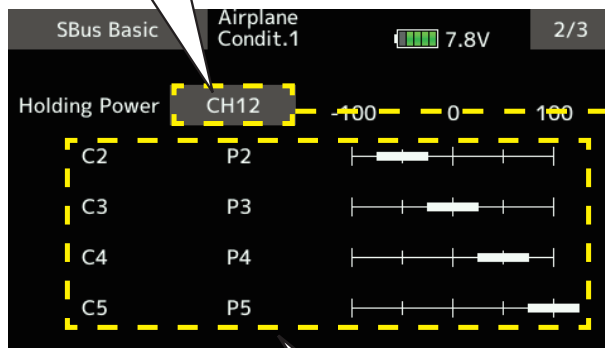 SBus Basic Airplane Condit.1 7.8V 2/3
Holding Power CH12 -100 0 100
C2 P2
C3 P3
C4 P4
C5 P5